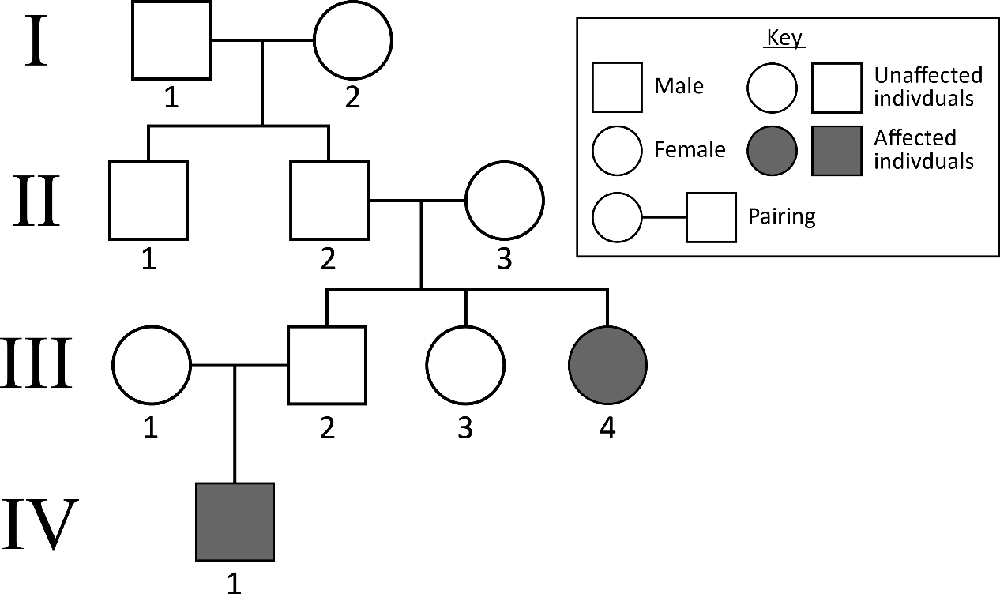 I
1
2
Key
Male
Unaffected
indivduals
Female
Affected
indivduals
Pairing
II
1
2
3
III
1
2
3
4
IV
1